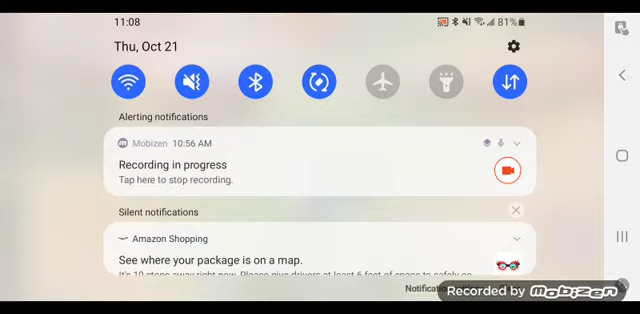 11:08
81%
Thu, Oct 21
Alerting notifications
Mobizen 10:56 AM
Recording in progress
Tap here to stop recording.
Silent notifications
Amazon Shopping
See where your package is on a map.
It's 10 stops away right now. Please give drivers at least 6 feet of space to safely co
Notification
Recorded by MOBIZEN